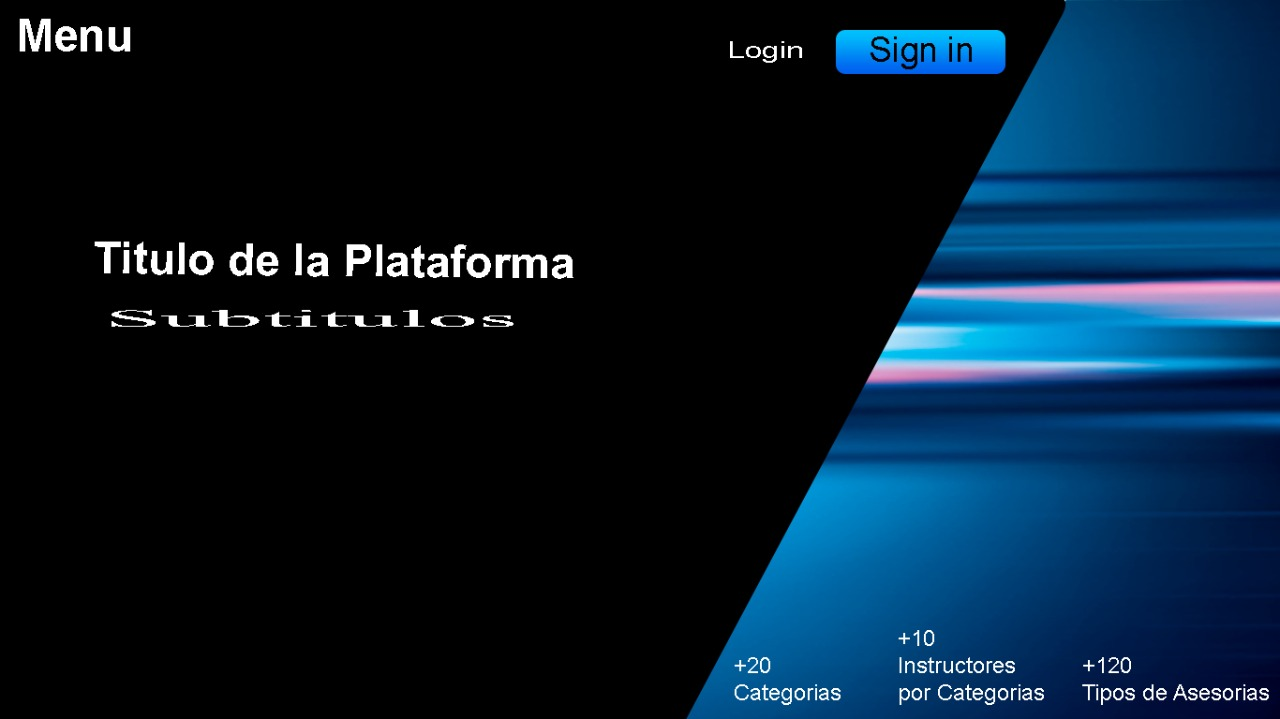 Menu
Login
Sign in
Titulo de la Plataforma
Subtitulos
+20
Categorias
+10
Instructores
por Categorias
+120
Tipos de Asesorias